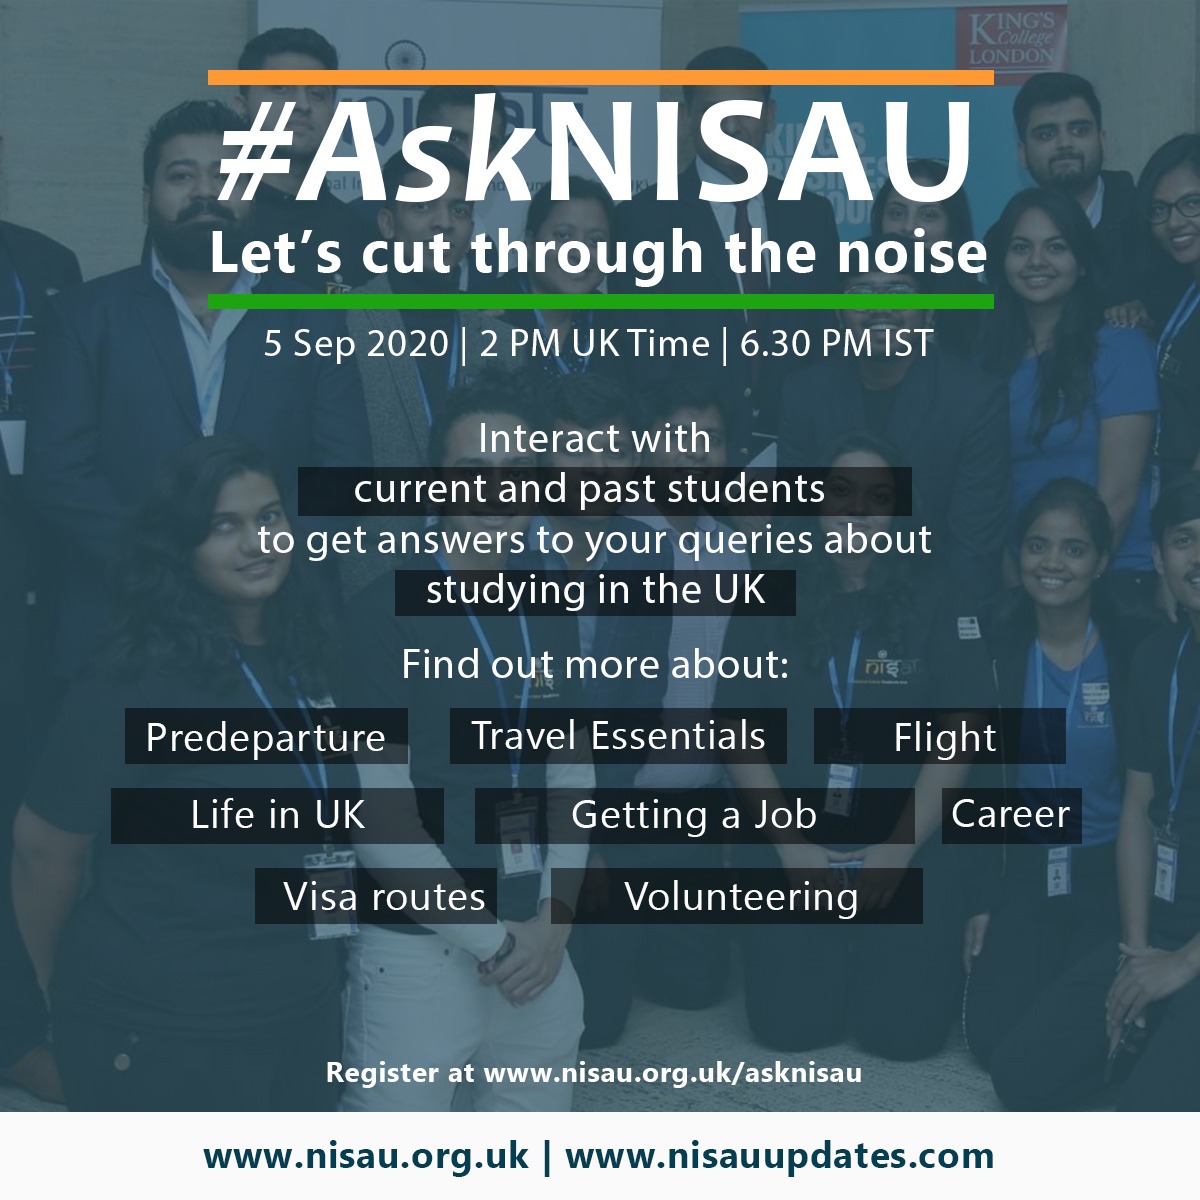 KING'S
College
LONDON
#AskNISAU
Let's cut through the noise
5 Sep 2020 | 2 PM UK Time | 6.30 PM IST
Interact with
current and past students
to get answers to your queries about
studying in the UK
Find out more about:
Predeparture Travel Essentials Flight
Life in UK Getting a Job Career
Visa routes Volunteering
Register at www.nisau.org.uk/asknisau
www.nisau.org.uk | www.nisauupdates.com